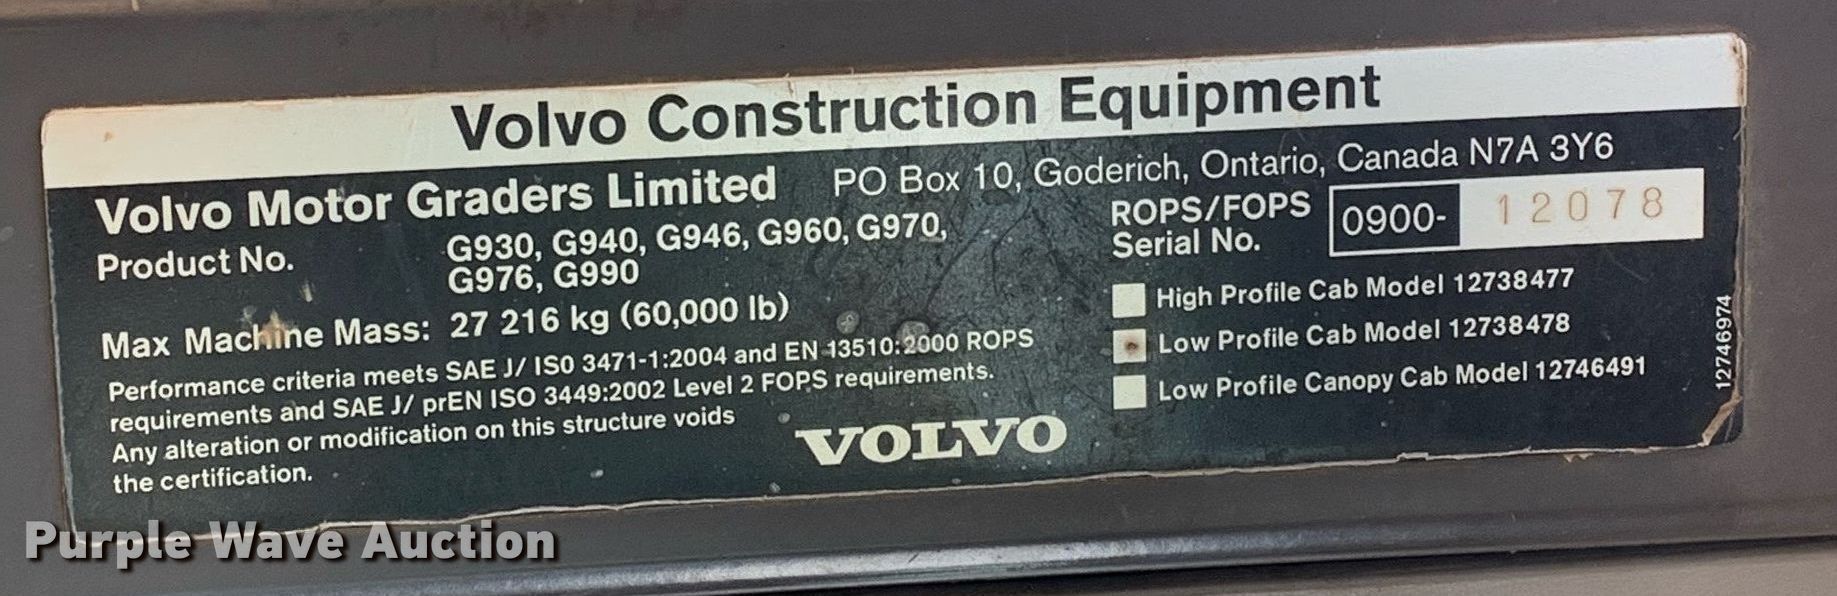 Volvo Construction Equipment
Volvo Motor Graders Limited PO Box 10, Goderich, Ontario, Canada N7A 3Y6
Product No. G930, G940, G946, G960, G970,
G976, G990
Max Machine Mass: 27 216 kg (60,000 lb)
Performance criteria meets SAE J/ IS0 3471-1:2004 and EN 13510:2000 ROPS
requirements and SAE J/ prEN ISO 3449:2002 Level 2 FOPS requirements.
Any alteration or modification on this structure voids
the certification.
VOLVO
ROPS/FOPS
Serial No.
0900- 12078
High Profile Cab Model 12738477
Low Profile Cab Model 12738478
Low Profile Canopy Cab Model 12746491
12746974
Purple Wave Auction